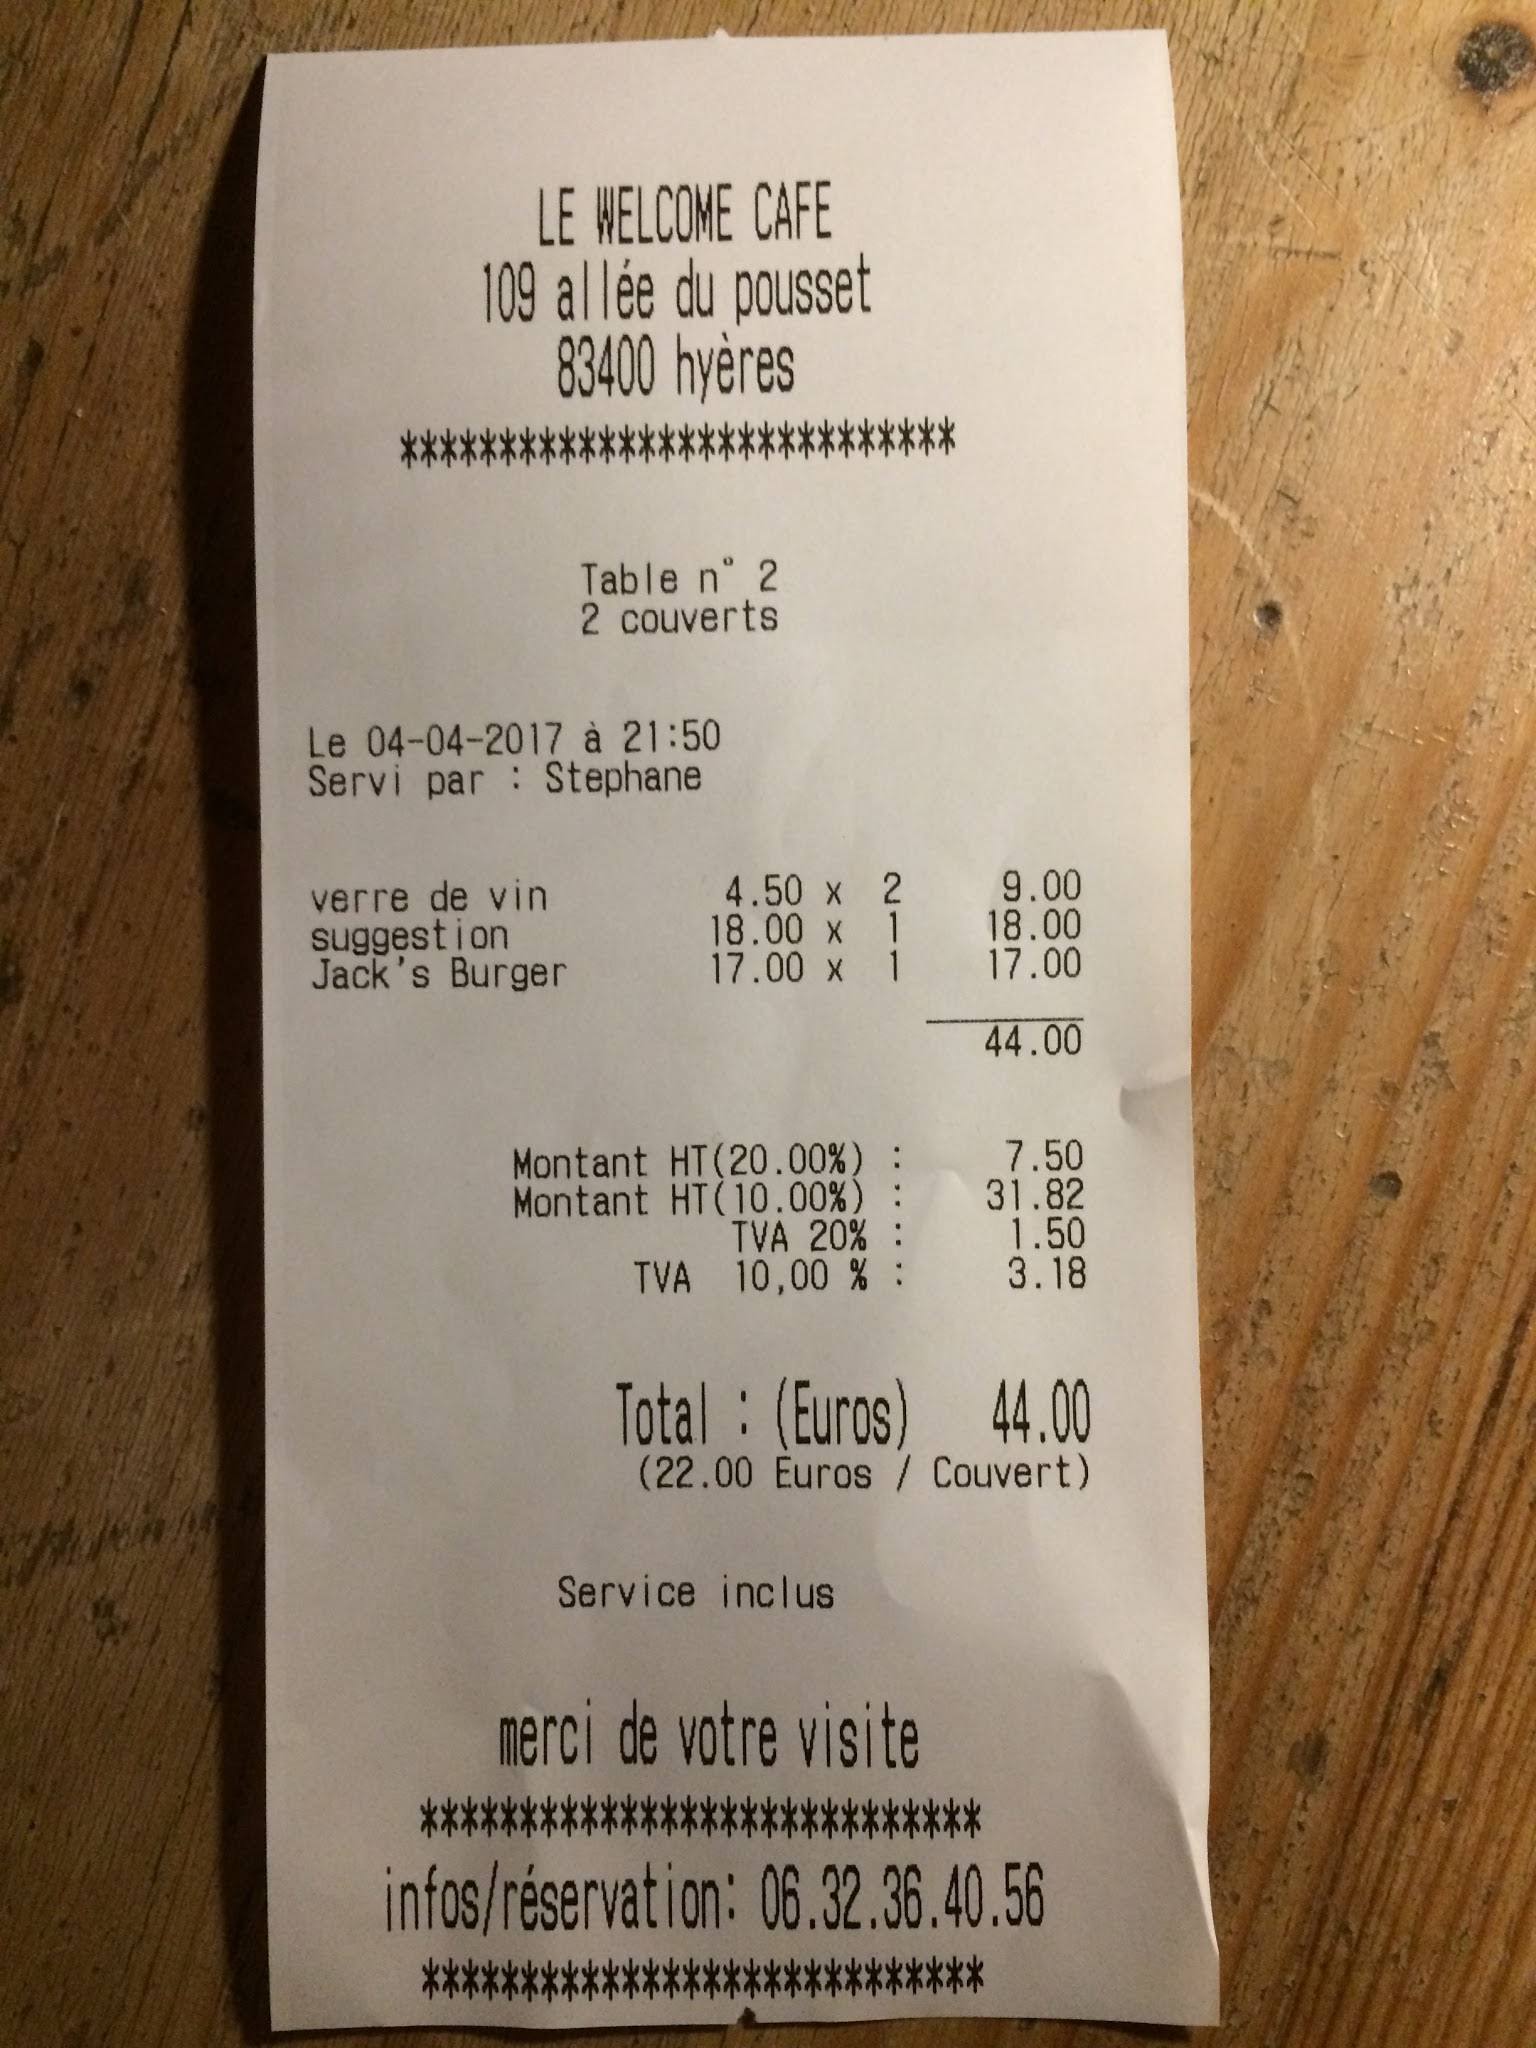 LE WELCOME CAFE
109 allée du pousset
83400 hyères
****************************
Table n° 2
2 couverts
Le 04-04-2017 à 21:50
Servi par : Stephane
verre de vin 4.50 x 2 9.00
suggestion 18.00 x 1 18.00
Jack's Burger 17.00 x 1 17.00
44.00
Montant HT(20.00%) : 7.50
Montant HT(10.00%) : 31.82
TVA 20% : 1.50
TVA 10,00 % : 3.18
Total : (Euros) 44.00
(22.00 Euros / Couvert)
Service inclus
merci de votre visite
****************************
infos/réservation: 06.32.36.40.56
****************************